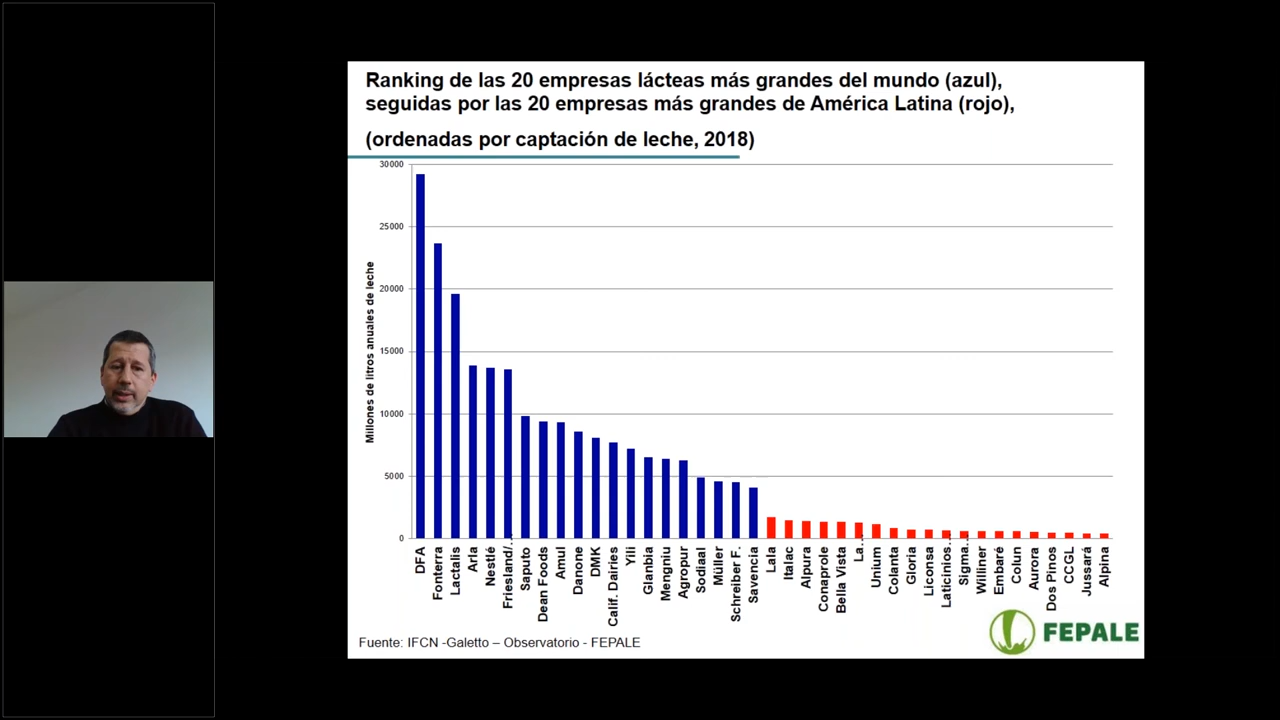 Ranking de las 20 empresas lácteas más grandes del mundo (azul),
seguidas por las 20 empresas más grandes de América Latina (rojo),
(ordenadas por captación de leche, 2018)
Millones de litros anuales de leche
30000
25000
20000
15000
10000
5000
0
DFA
Fonterra
Lactalis
Arla
Nestlé
Friesland/…
Saputo
Dean Foods
Amul
Danone
DMK
Calif. Dairies
Yili
Glanbia
Mengniu
Agropur
Sodiaal
Müller
Schreiber F.
Savencia
Lala
Italac
Alpura
Conaprole
Bella Vista
La…
Unium
Colanta
Gloria
Liconsa
Laticinios…
Sigma…
Williner
Embaré
Colun
Aurora
Dos Pinos
CCGL
Jussará
Alpina
Fuente: IFCN -Galetto – Observatorio - FEPALE
FEPALE